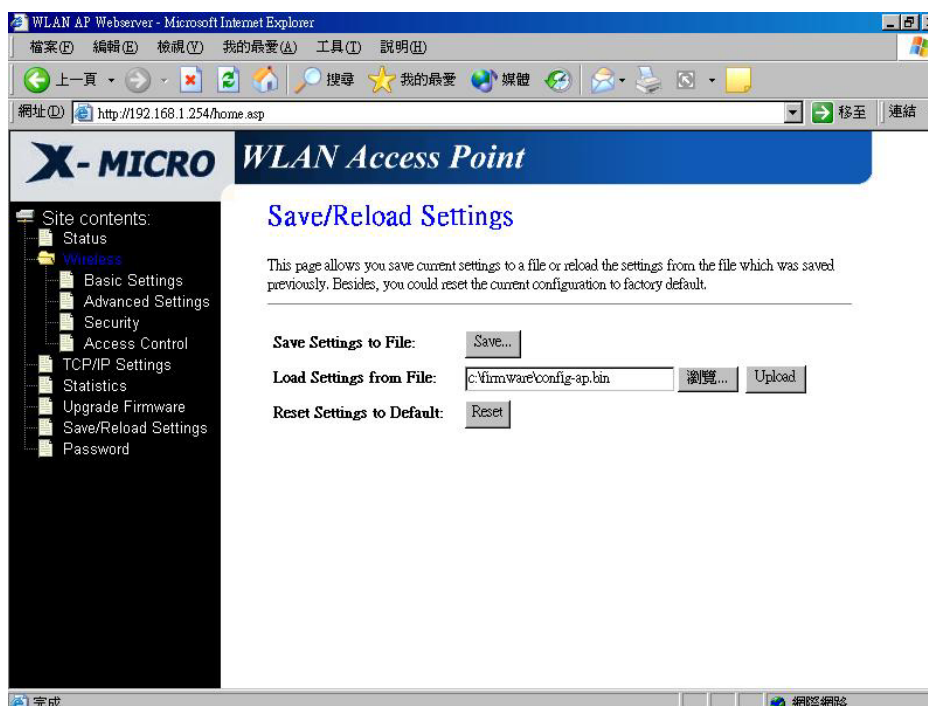 WLAN AP Webserver - Microsoft Internet Explorer
檔案(F) 編輯(E) 檢視(V) 我的最愛(A) 工具(T) 說明(H)
上一頁 搜尋 我的最愛 媒體
網址(D) http://192.168.1.254/home.asp 移至 連結
X-MICRO WLAN Access Point
Site contents:
Status
Wireless
Basic Settings
Advanced Settings
Security
Access Control
TCP/IP Settings
Statistics
Upgrade Firmware
Save/Reload Settings
Password
Save/Reload Settings
This page allows you save current settings to a file or reload the settings from the file which was saved
previously. Besides, you could reset the current configuration to factory default.
Save Settings to File: Save...
Load Settings from File: c:\firmware\config-ap.bin 瀏覽... Upload
Reset Settings to Default: Reset
完成 網際網路